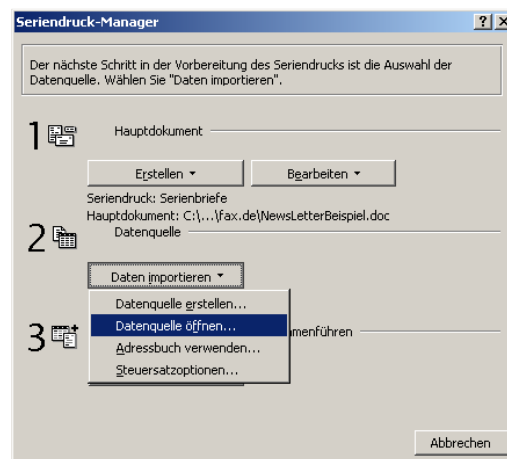 Seriendruck-Manager
Der nächste Schritt in der Vorbereitung des Seriendrucks ist die Auswahl der
Datenquelle. Wählen Sie "Daten importieren".
1 Hauptdokument
Erstellen Bearbeiten
Seriendruck: Serienbriefe
Hauptdokument: C:\...\fax.de\NewsLetterBeispiel.doc
2 Datenquelle
Daten importieren
Datenquelle erstellen...
Datenquelle öffnen...
3 menführen
Adressbuch verwenden...
Steuersatzoptionen...
Abbrechen